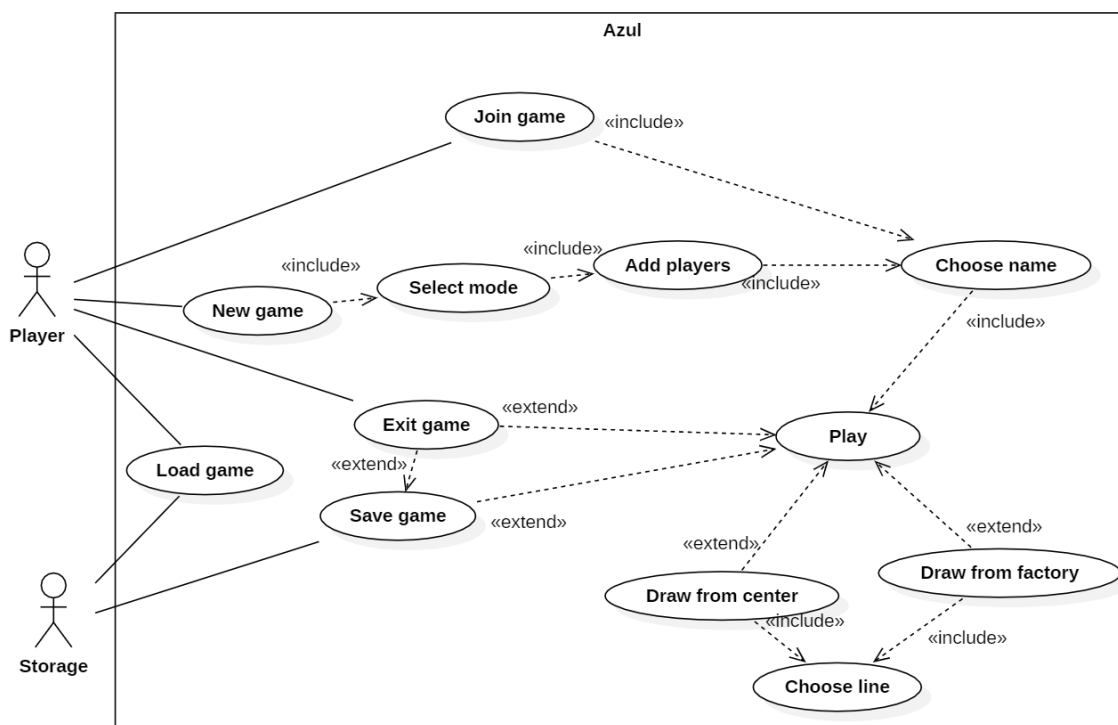 Azul
Join game
«include»
«include»
«include»
Add players
Choose name
Select mode
«include»
New game
«include»
Player
«extend»
Exit game
Play
«extend»
Load game
Save game
«extend»
«extend»
«extend»
Draw from factory
Draw from center
«include»
«include»
Storage
Choose line